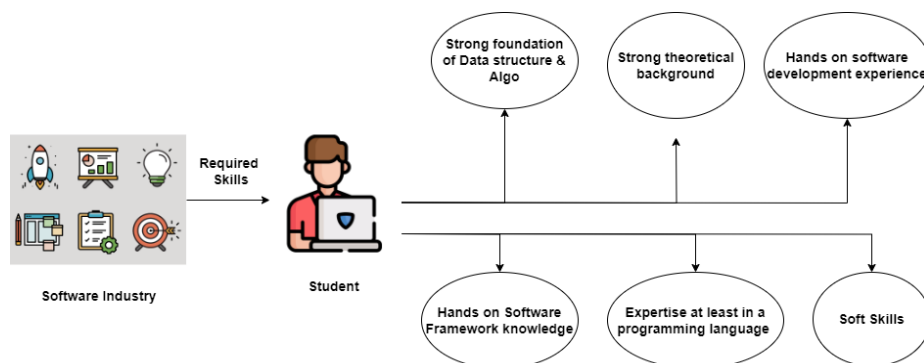 Strong foundation
of Data structure &
Algo
Strong theoretical
background
Hands on software
development experience
Required
Skills
Software Industry
Student
Hands on Software
Framework knowledge
Expertise at least in a
programming language
Soft Skills